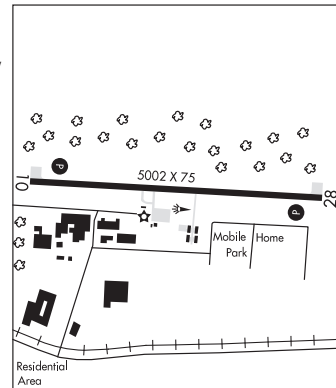 P
10
5002 X 75
28
P
Mobile Home
Park
Residential
Area